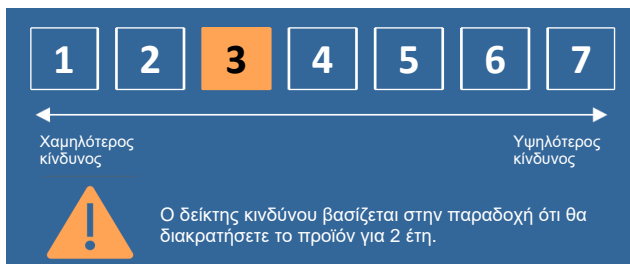 1 2 3 4 5 6 7
Χαμηλότερος Υψηλότερος
κίνδυνος κίνδυνος
Ο δείκτης κινδύνου βασίζεται στην παραδοχή ότι θα
διακρατήσετε το προϊόν για 2 έτη.